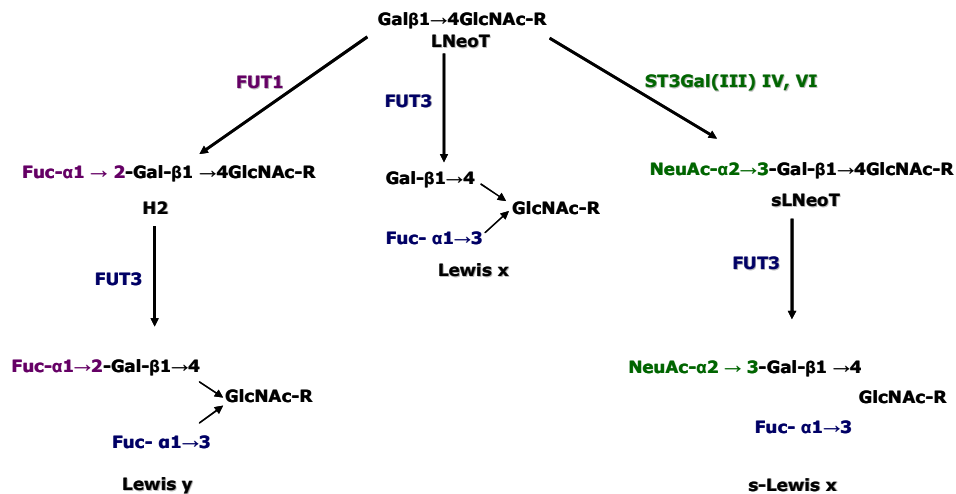 Galβ1→4GlcNAc-R
LNeoT
FUT1
FUT3
ST3Gal(III) IV, VI
Fuc-α1 → 2-Gal-β1 →4GlcNAc-R
H2
Gal-β1→4
GlcNAc-R
Fuc- α1→3
Lewis x
NeuAc-α2→3-Gal-β1→4GlcNAc-R
sLNeoT
FUT3
FUT3
Fuc-α1→2-Gal-β1→4
GlcNAc-R
Fuc- α1→3
Lewis y
NeuAc-α2 → 3-Gal-β1 →4
GlcNAc-R
Fuc- α1→3
s-Lewis x